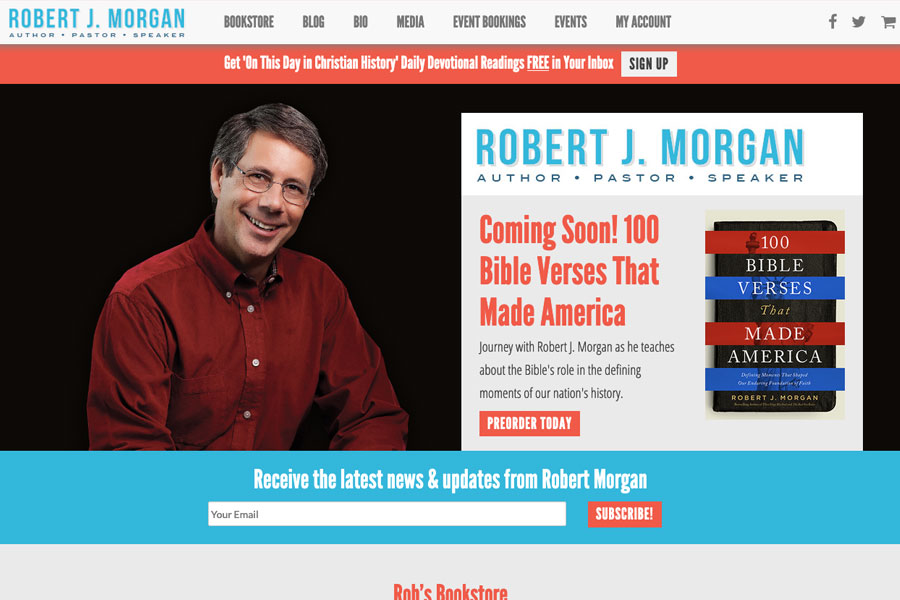 ROBERT J. MORGAN
AUTHOR • PASTOR • SPEAKER
BOOKSTORE BLOG BIO MEDIA EVENT BOOKINGS EVENTS MY ACCOUNT
Get 'On This Day in Christian History' Daily Devotional Readings FREE in Your Inbox SIGN UP
ROBERT J. MORGAN
AUTHOR • PASTOR • SPEAKER
Coming Soon! 100
Bible Verses That
Made America
Journey with Robert J. Morgan as he teaches
about the Bible's role in the defining
moments of our nation's history.
PREORDER TODAY
100
BIBLE
VERSES
That
MADE
AMERICA
Defining Moments That Shaped
Our Enduring Foundation of Faith
ROBERT J. MORGAN
Receive the latest news & updates from Robert Morgan
Your Email SUBSCRIBE!
Rob's Bookstore